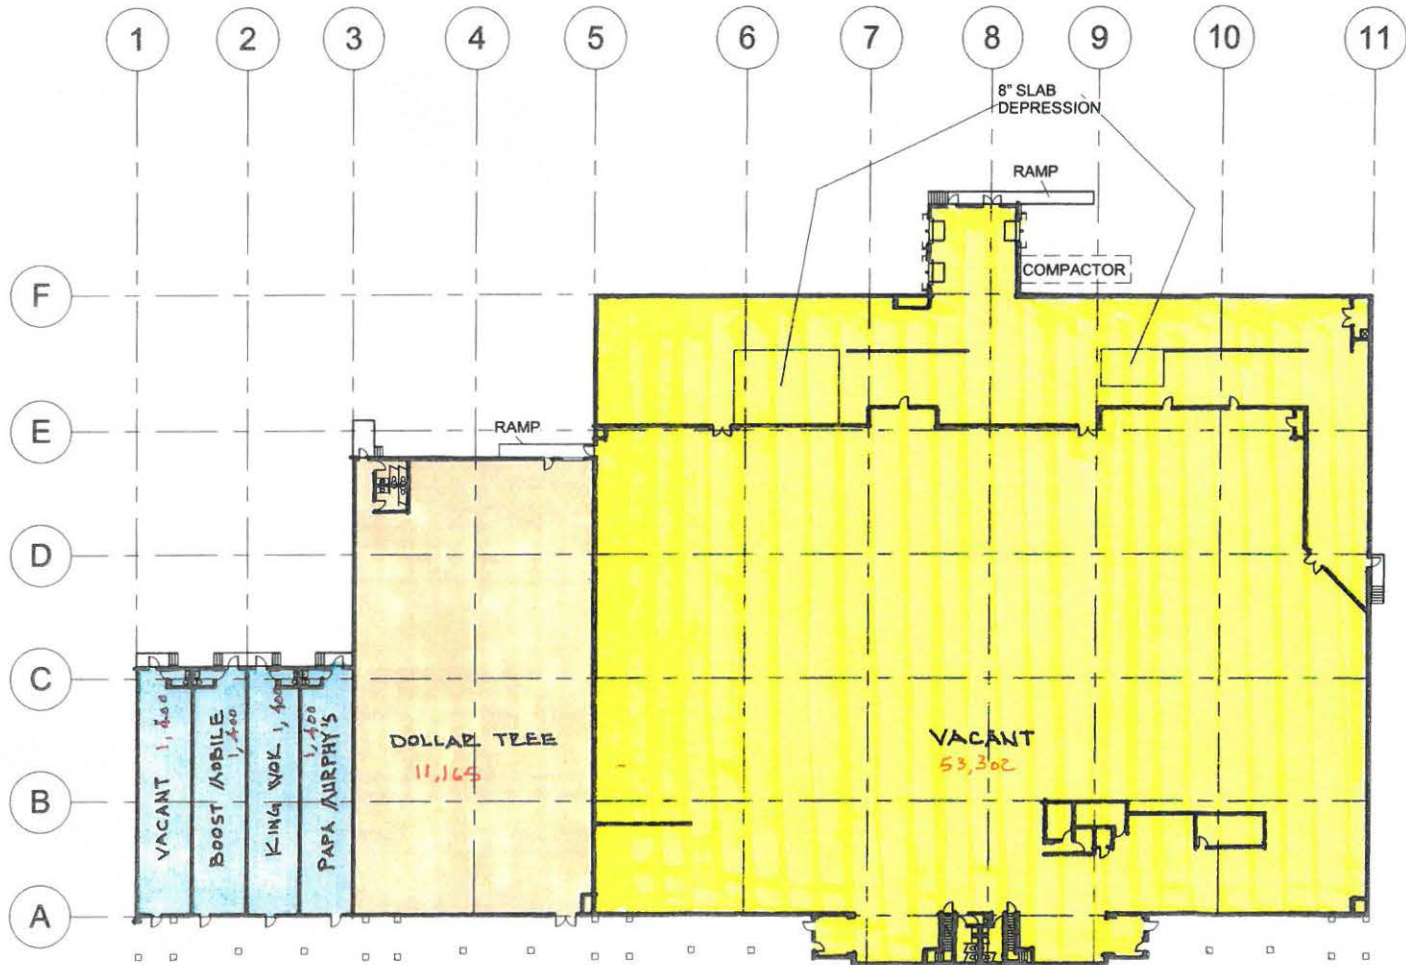 1 2 3 4 5 6 7 8 9 10 11
8" SLAB
DEPRESSION
RAMP
COMPACTOR
F
E
RAMP
D
C
VACANT 1,400
BOOST MOBILE
1,400
KING WOK 1,400
1,400
PAPA MURPHY'S
DOLLAR TREE
11,165
VACANT
53,302
B
A